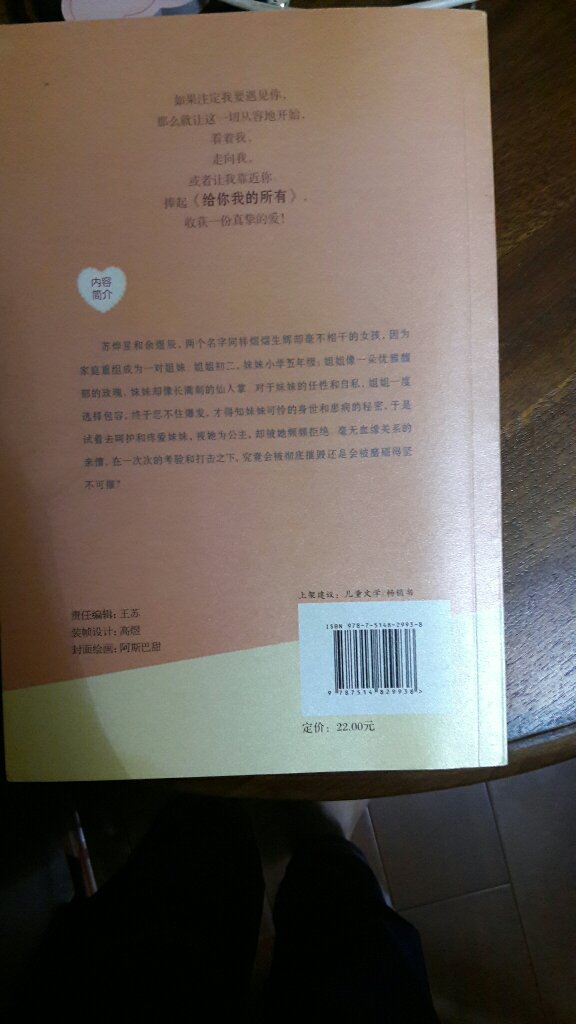 如果注定我要遇见你，
那么就让这一切从容地开始，
看着我，
走向我，
或者让我靠近你。
捧起《给你我的所有》，
收获一份真挚的爱！
内容
简介
苏烨星和余煜辰，两个名字同样熠熠生辉却毫不相干的女孩，因为
家庭重组成为一对姐妹。姐姐初二，妹妹小学五年级；姐姐像一朵优雅馥
郁的玫瑰，妹妹却像长满刺的仙人掌。对于妹妹的任性和自私，姐姐一度
选择包容，终于忍不住爆发，才得知妹妹可怜的身世和患病的秘密，于是
试着去呵护和疼爱妹妹，视她为公主，却被她频频拒绝。毫无血缘关系的
亲情，在一次次的考验和打击之下，究竟会被彻底摧毁还是会被磨砺得坚
不可摧？
责任编辑：王苏
装帧设计：高煜
封面绘画：阿斯巴甜
上架建议：儿童文学 畅销书
ISBN 978-7-5148-2993-8
9 787514 829938 >
定价：22.00元